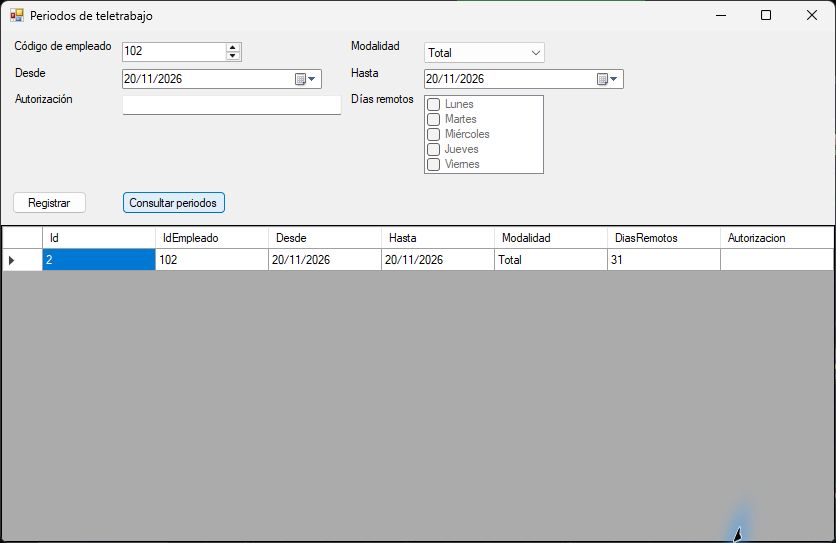 Periodos de teletrabajo
Código de empleado 102 Modalidad Total
Desde 20/11/2026 Hasta 20/11/2026
Autorización Días remotos Lunes
Martes
Miércoles
Jueves
Viernes
Registrar Consultar periodos
Id IdEmpleado Desde Hasta Modalidad DiasRemotos Autorizacion
2 102 20/11/2026 20/11/2026 Total 31